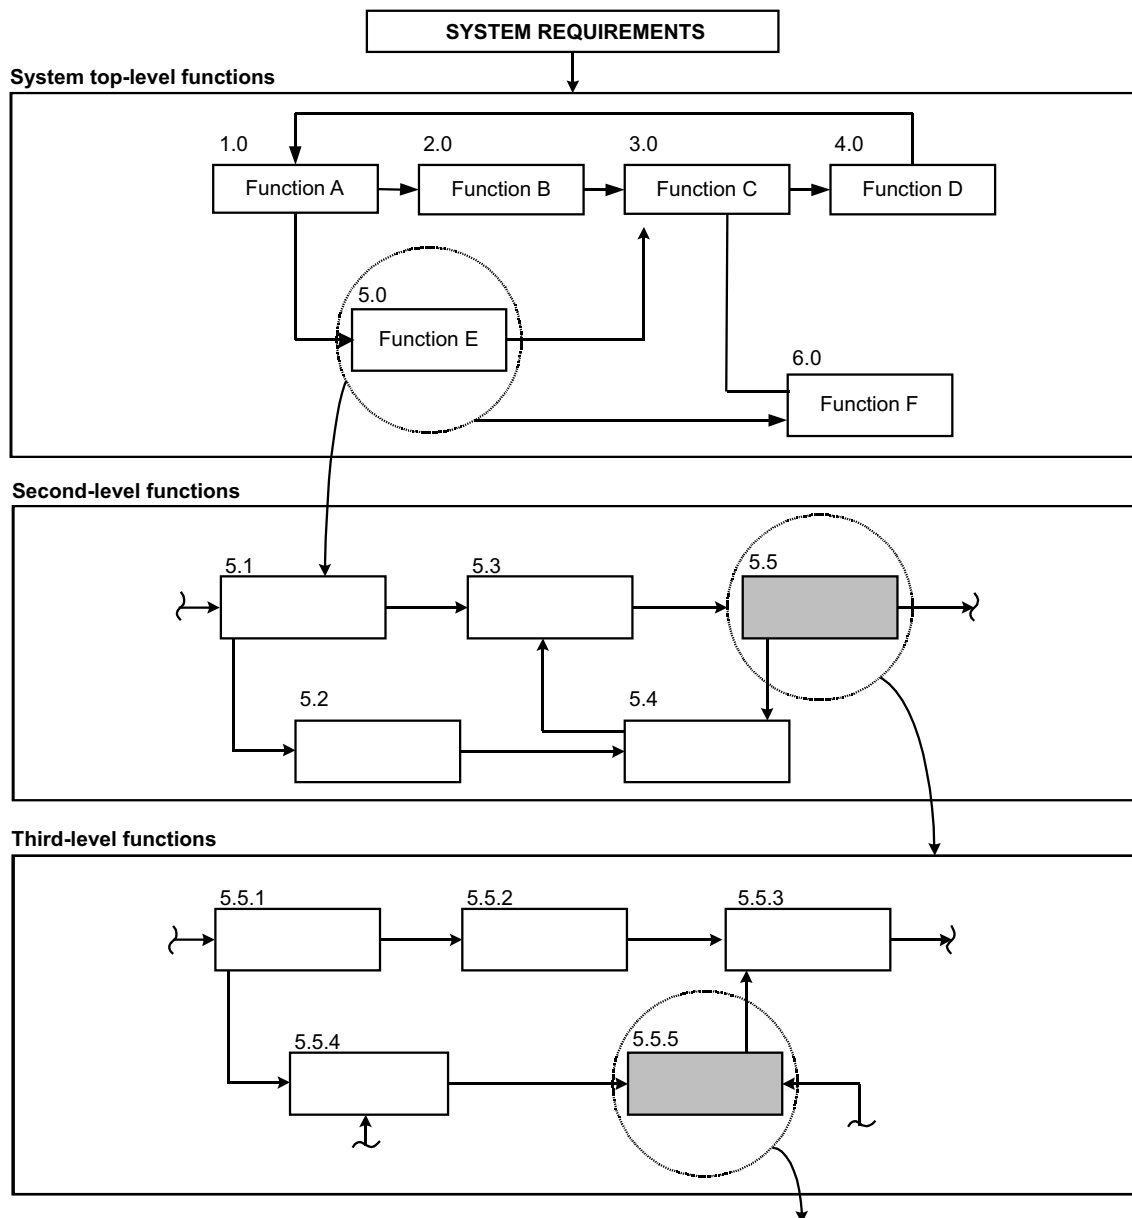 SYSTEM REQUIREMENTS
System top-level functions
1.0
2.0
3.0
4.0
Function A
Function B
Function C
Function D
5.0
Function E
6.0
Function F
Second-level functions
5.1
5.3
5.5
5.2
5.4
Third-level functions
5.5.1
5.5.2
5.5.3
5.5.4
5.5.5